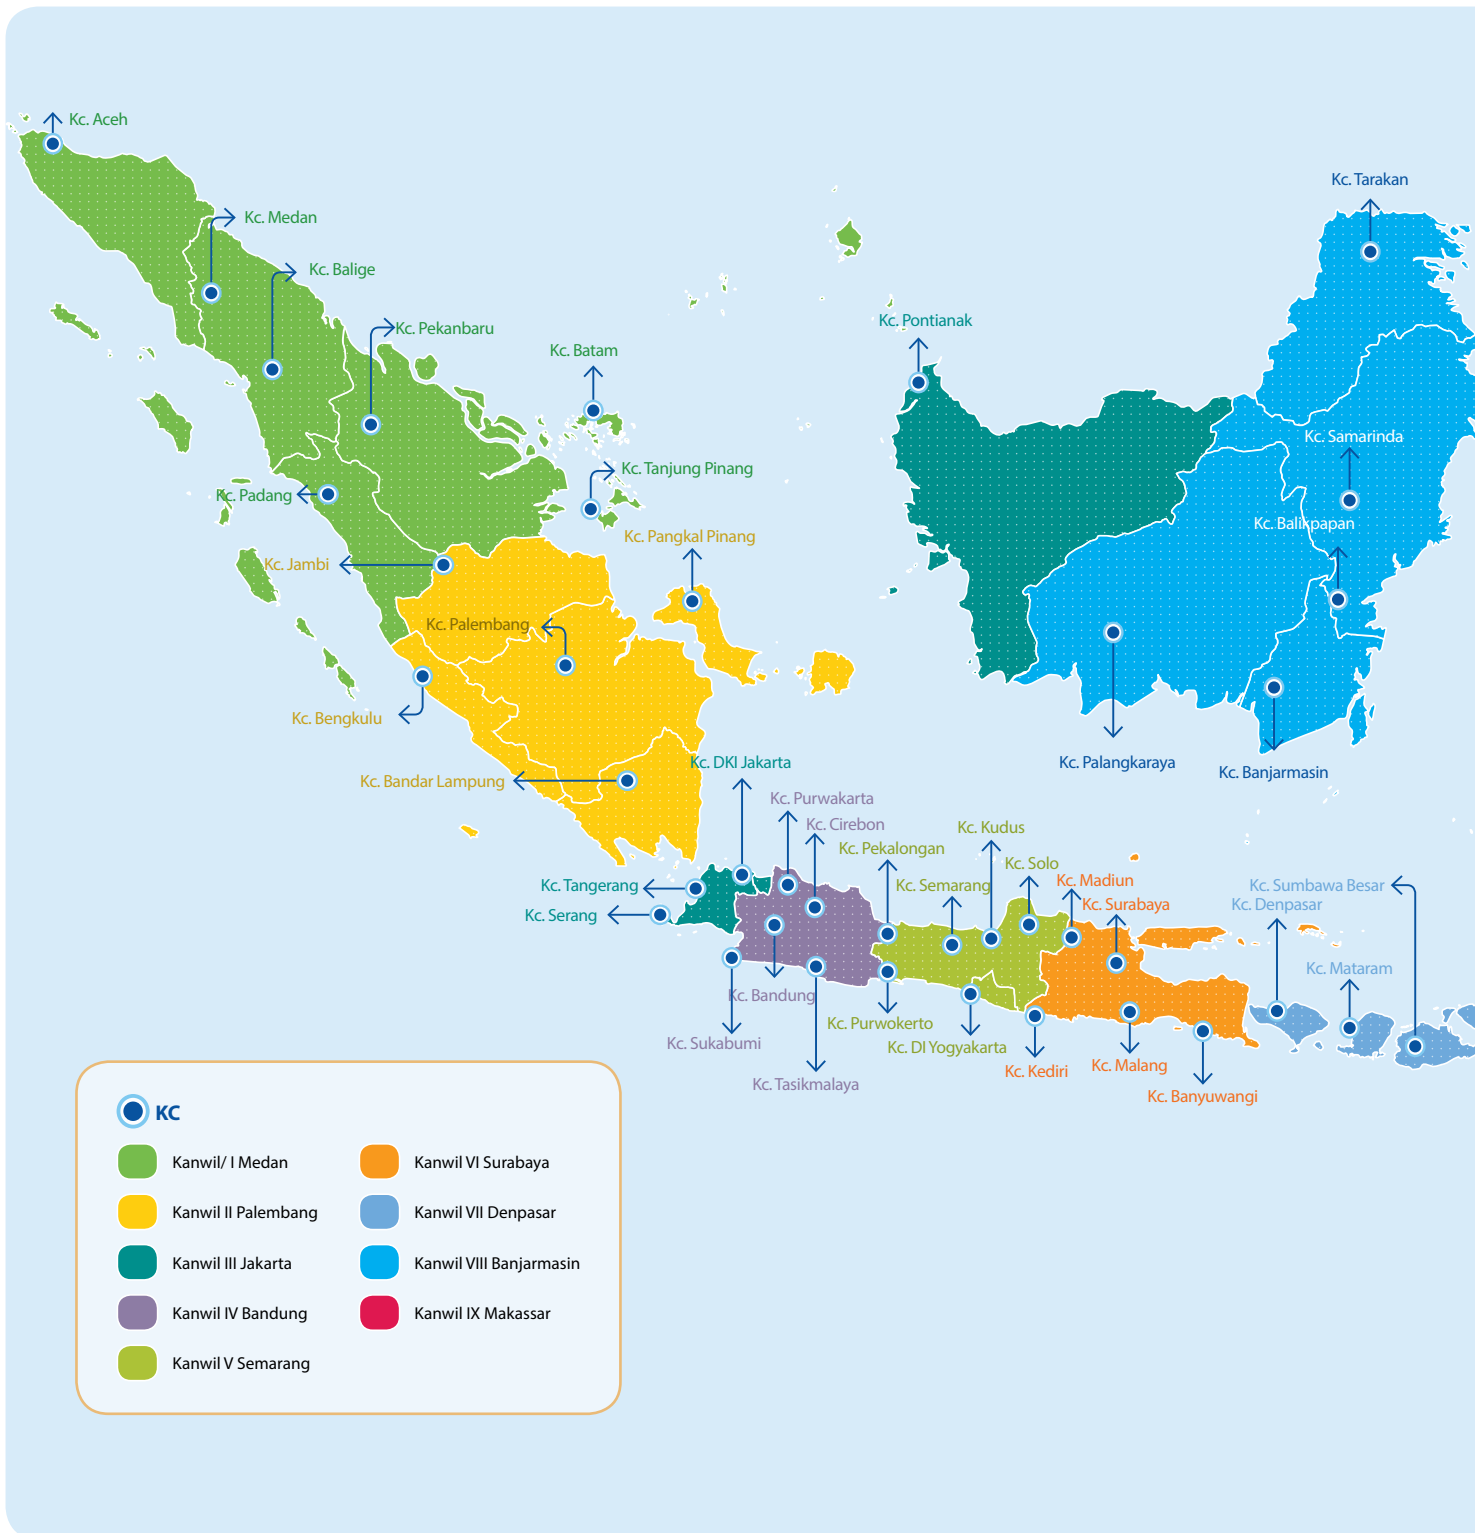 Kc. Aceh
Kc. Tarakan
Kc. Medan
Kc. Balige
Kc. Pontianak
Kc. Pekanbaru
Kc. Batam
Kc. Samarinda
Kc. Tanjung Pinang
Kc. Padang
Kc. Balikpapan
Kc. Pangkal Pinang
Kc. Jambi
Kc. Palembang
Kc. Bengkulu
Kc. DKI Jakarta
Kc. Palangkaraya
Kc. Banjarmasin
Kc. Bandar Lampung
Kc. Purwakarta
Kc. Cirebon
Kc. Kudus
Kc. Pekalongan
Kc. Solo
Kc. Madiun
Kc. Tangerang
Kc. Semarang
Kc. Sumbawa Besar
Kc. Surabaya
Kc. Denpasar
Kc. Serang
Kc. Mataram
Kc. Bandung
Kc. Purwokerto
Kc. Sukabumi
Kc. DI Yogyakarta
Kc. Malang
Kc. Kediri
Kc. Tasikmalaya
Kc. Banyuwangi
KC
Kanwil/ I Medan
Kanwil II Palembang
Kanwil III Jakarta
Kanwil IV Bandung
Kanwil V Semarang
Kanwil VI Surabaya
Kanwil VII Denpasar
Kanwil VIII Banjarmasin
Kanwil IX Makassar